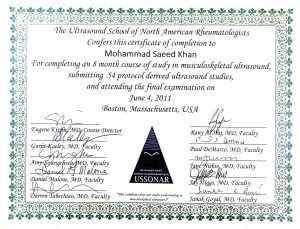 The Ultrasound School of North American Rheumatologists
Confers this certificate of completion to
Mohammad Saeed Khan
For completing an 8 month course of study in musculoskeletal ultrasound,
submitting 54 protocol derived ultrasound studies,
and attending the final examination on
June 4, 2011
Boston, Massachusetts, USA
Eugene Kissin, MD, Course Director
Gurjit Kaeley, MD, Faculty
Amy Evangelisto, MD, Faculty
Daniel Malone, MD, Faculty
Darren Tabechian, MD, Faculty
USSONAR
MD, Faculty
Paul DeMarco, MD, Faculty
MD, Faculty
Jay Higgs, MD, Faculty
Janak Goyal, MD, Faculty